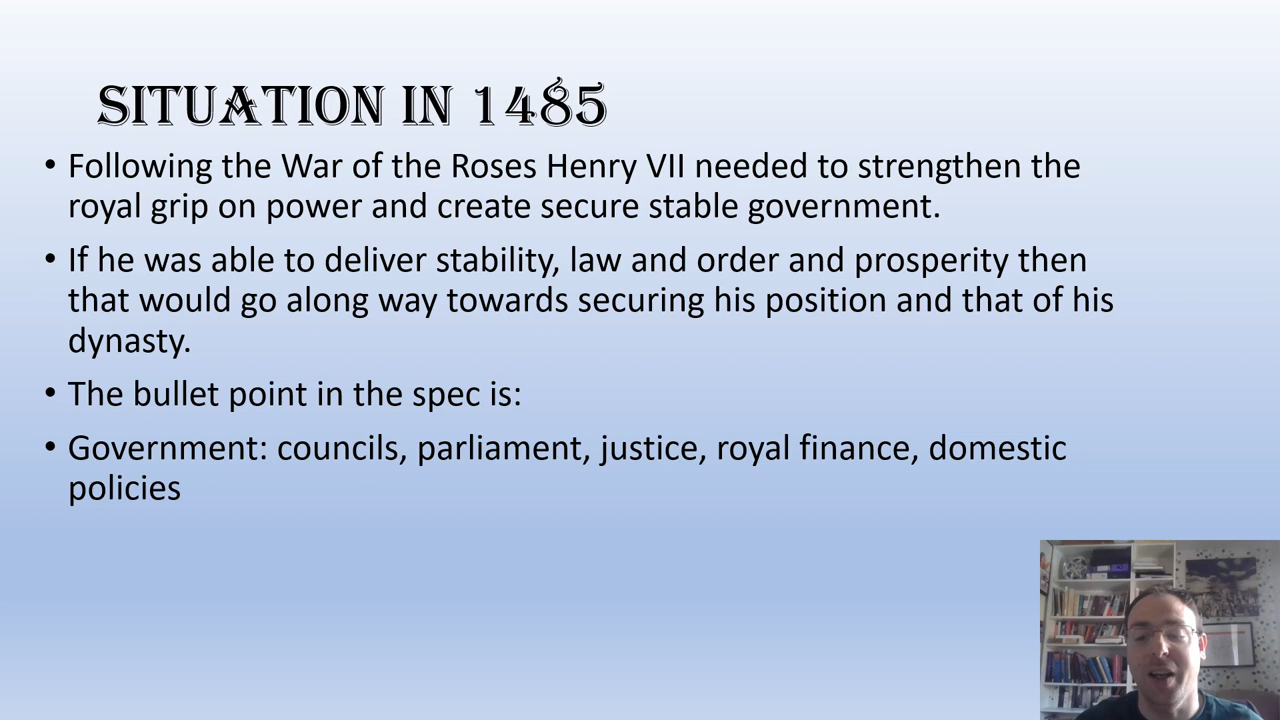 SITUATION IN 1485
• Following the War of the Roses Henry VII needed to strengthen the
royal grip on power and create secure stable government.
• If he was able to deliver stability, law and order and prosperity then
that would go along way towards securing his position and that of his
dynasty.
• The bullet point in the spec is:
• Government: councils, parliament, justice, royal finance, domestic
policies